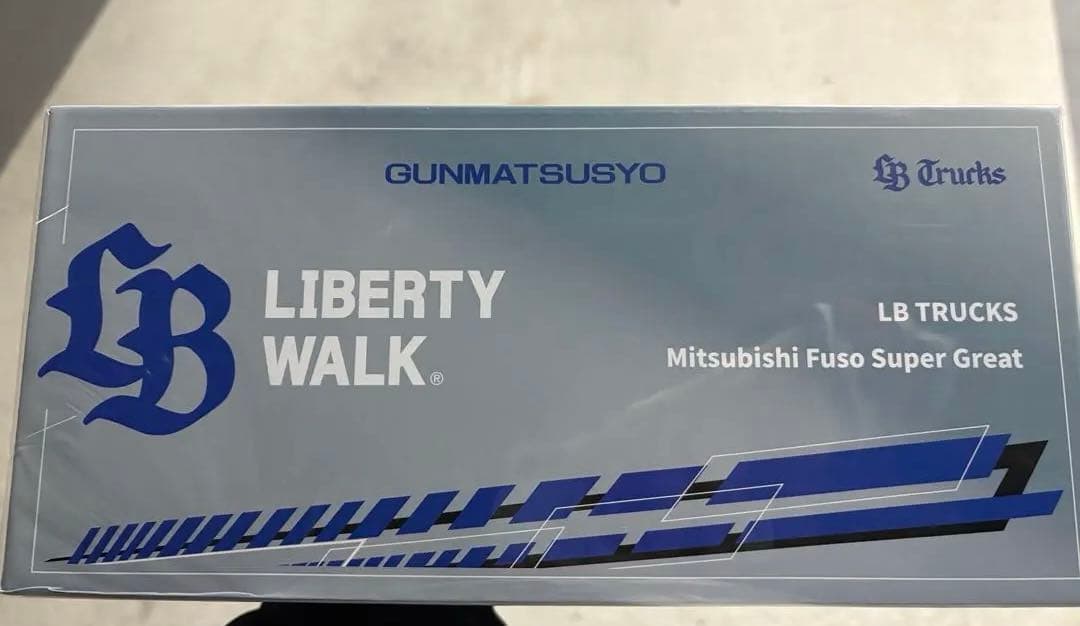 GUNMATSUSYO
LB Trucks
LB
LIBERTY
WALK®
LB TRUCKS
Mitsubishi Fuso Super Great